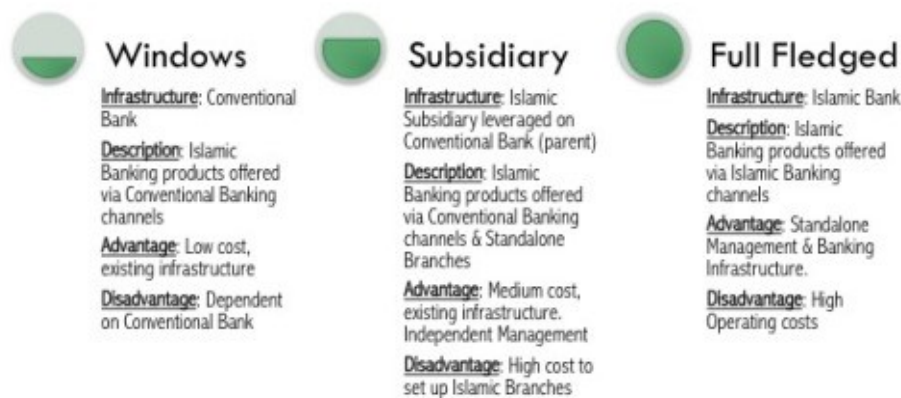 Windows
Infrastructure: Conventional
Bank
Description: Islamic
Banking products offered
via Conventional Banking
channels
Advantage: Low cost,
existing infrastructure
Disadvantage: Dependent
on Conventional Bank
Subsidiary
Infrastructure: Islamic
Subsidiary leveraged on
Conventional Bank (parent)
Description: Islamic
Banking products offered
via Conventional Banking
channels & Standalone
Branches
Advantage: Medium cost,
existing infrastructure.
Independent Management
Disadvantage: High cost to
set up Islamic Branches
Full Fledged
Infrastructure: Islamic Bank
Description: Islamic
Banking products offered
via Islamic Banking
channels
Advantage: Standalone
Management & Banking
Infrastructure.
Disadvantage: High
Operating costs